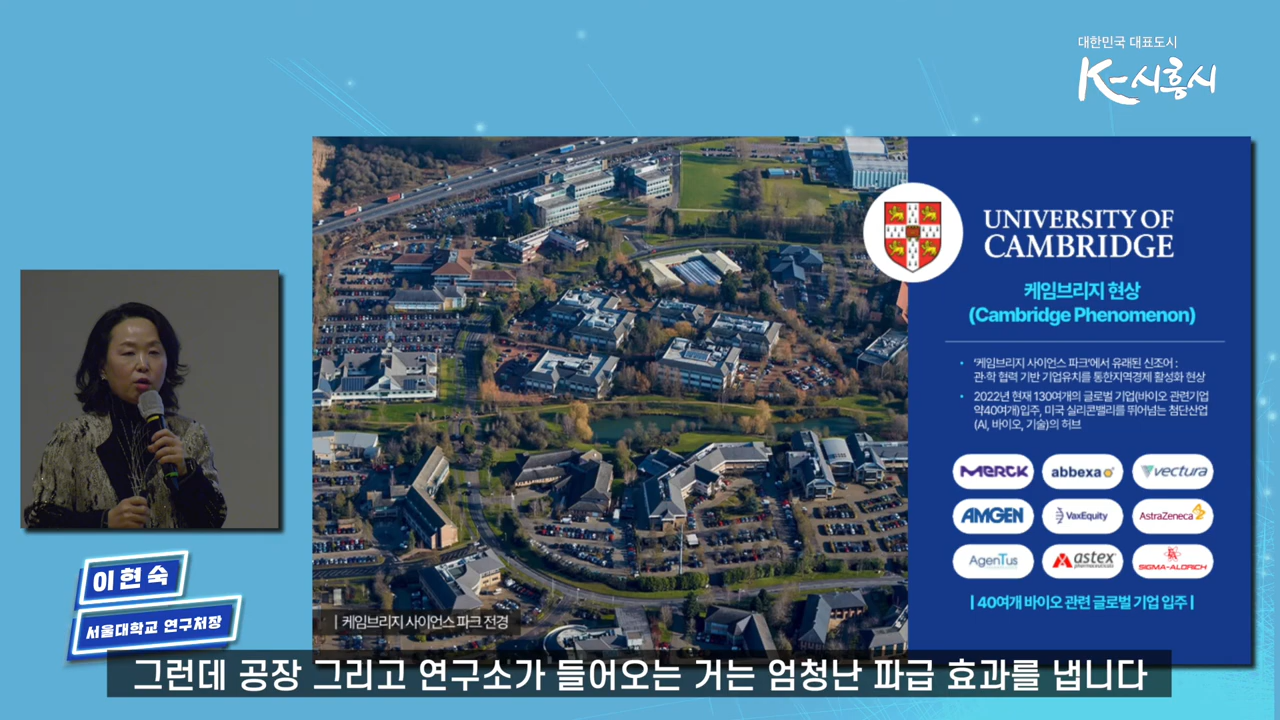 대한민국 대표도시
K-시흥시
UNIVERSITY OF
CAMBRIDGE
케임브리지 현상
(Cambridge Phenomenon)
• '케임브리지 사이언스 파크'에서 유래된 신조어 :
관·학 협력 기반 기업유치를 통한지역경제 활성화 현상
• 2022년 현재 130여개의 글로벌 기업(바이오 관련기업
약40여개)입주, 미국 실리콘밸리를 뛰어넘는 첨단산업
(AI, 바이오, 기술)의 허브
MERCK
abbexa
vectura
AMGEN
VaxEquity
AstraZeneca
AgenTus
astex
pharmaceuticals
SIGMA-ALDRICH
| 40여개 바이오 관련 글로벌 기업 입주 |
| 케임브리지 사이언스 파크 전경
이현숙
서울대학교 연구처장
그런데 공장 그리고 연구소가 들어오는 거는 엄청난 파급 효과를 냅니다